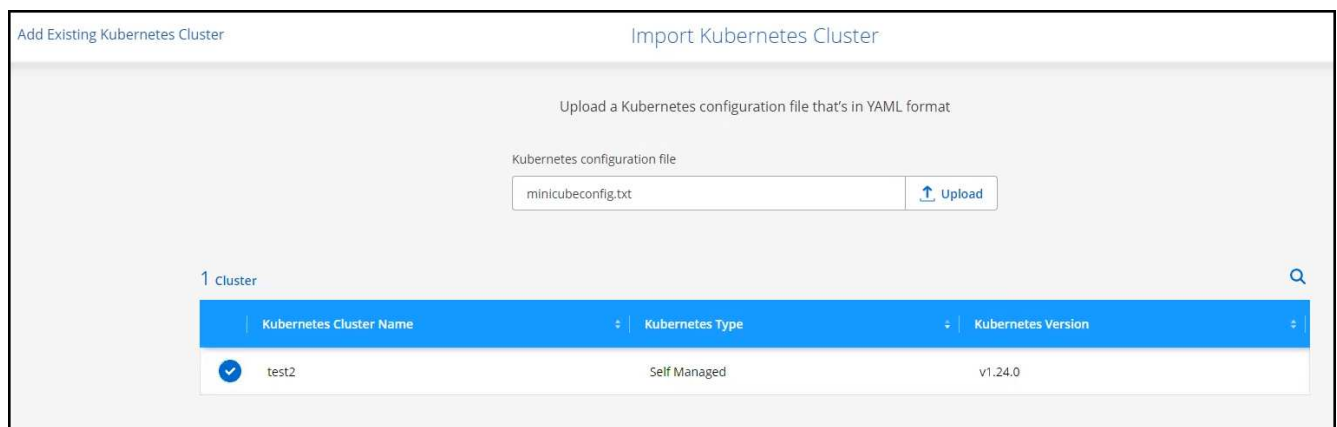 Add Existing Kubernetes Cluster
Import Kubernetes Cluster
Upload a Kubernetes configuration file that's in YAML format
Kubernetes configuration file
minicubeconfig.txt Upload
1 Cluster
Kubernetes Cluster Name Kubernetes Type Kubernetes Version
test2 Self Managed v1.24.0